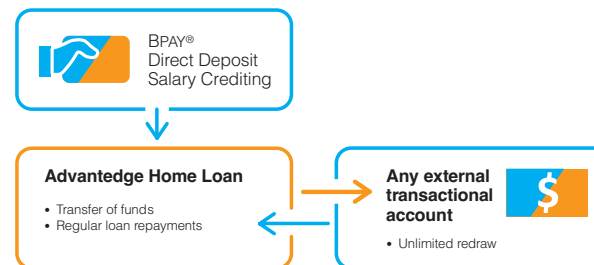 BPAY®
Direct Deposit
Salary Crediting
Advantedge Home Loan
• Transfer of funds
• Regular loan repayments
Any external
transactional
account
$
• Unlimited redraw